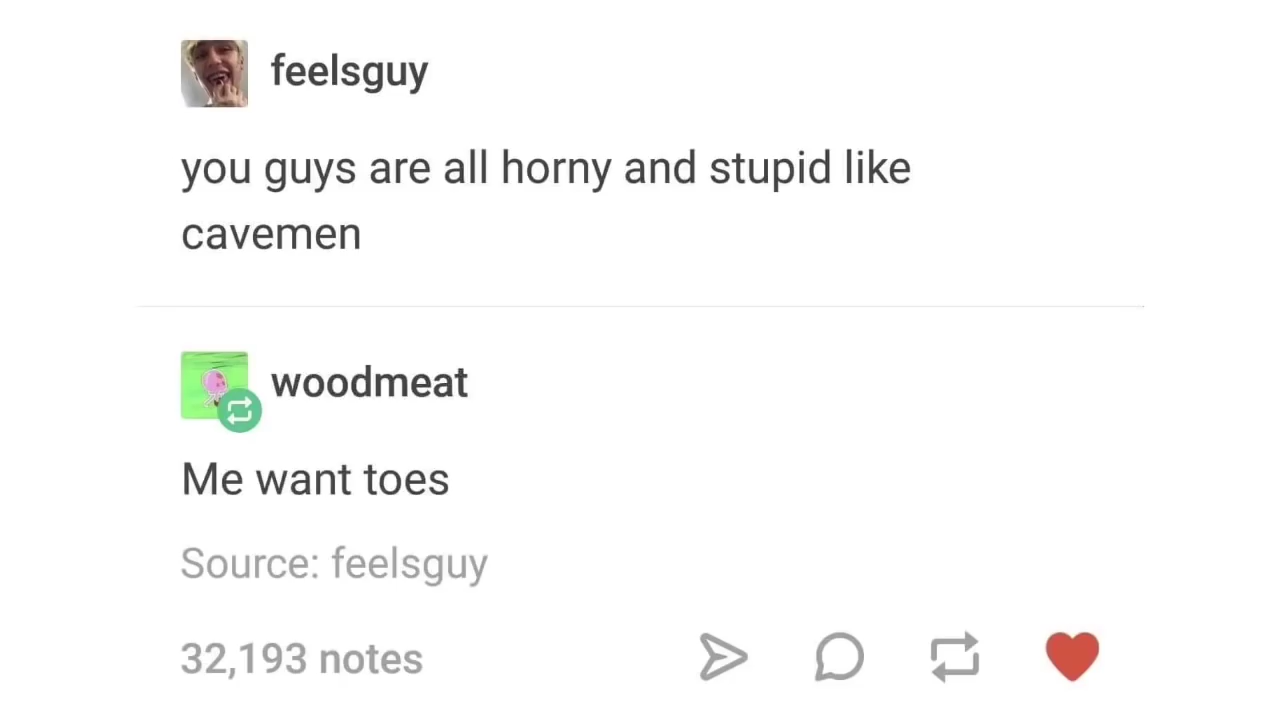 feelsguy
you guys are all horny and stupid like
cavemen
woodmeat
Me want toes
Source: feelsguy
32,193 notes